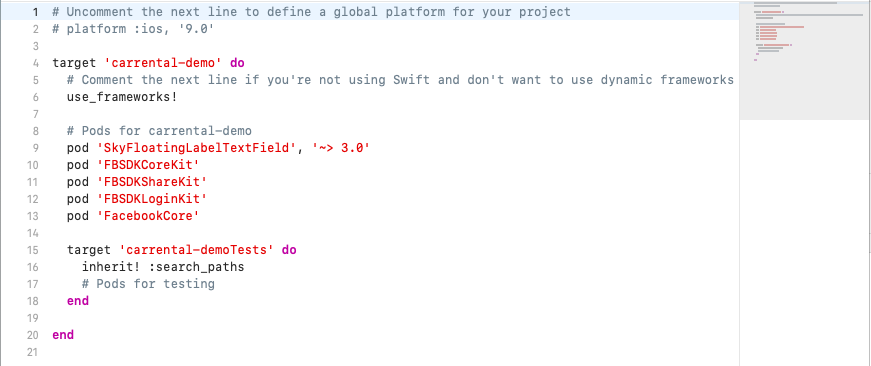 1 # Uncomment the next line to define a global platform for your project
2 # platform :ios, '9.0'
3
4 target 'carrental-demo' do
5   # Comment the next line if you're not using Swift and don't want to use dynamic frameworks
6   use_frameworks!
7
8   # Pods for carrental-demo
9   pod 'SkyFloatingLabelTextField', '~> 3.0'
10   pod 'FBSDKCoreKit'
11   pod 'FBSDKShareKit'
12   pod 'FBSDKLoginKit'
13   pod 'FacebookCore'
14
15   target 'carrental-demoTests' do
16     inherit! :search_paths
17     # Pods for testing
18   end
19
20 end
21